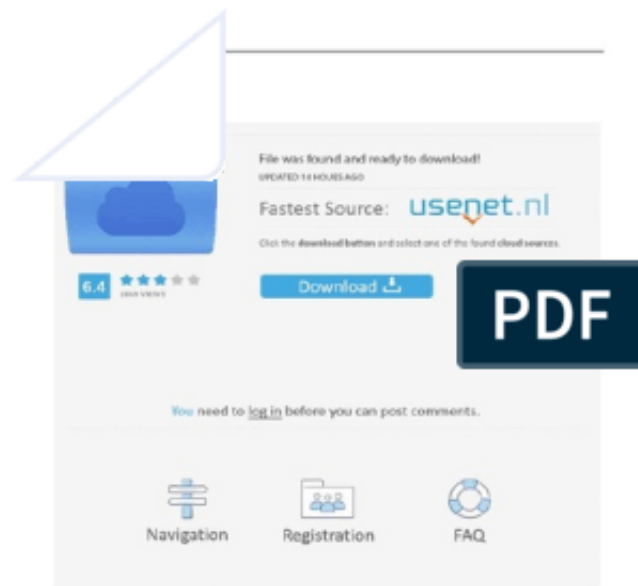 File was found and ready to download!
UPDATED 14 HOURS AGO
Fastest Source: usenet.nl
Click the download button and select one of the found cloud sources.
6.4
VIEWS
Download
PDF
You need to log in before you can post comments.
Navigation
Registration
FAQ